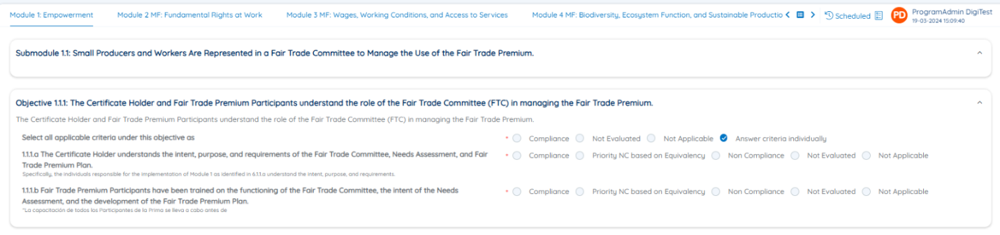 Module 1: Empowerment
Module 2 MF: Fundamental Rights at Work
Module 3 MF: Wages, Working Conditions, and Access to Services
Module 4 MF: Biodiversity, Ecosystem Function, and Sustainable Productio
Scheduled
PD
ProgramAdmin DigiTest
19-03-2024 15:09:40
Submodule 1.1: Small Producers and Workers Are Represented in a Fair Trade Committee to Manage the Use of the Fair Trade Premium.
Objective 1.1.1: The Certificate Holder and Fair Trade Premium Participants understand the role of the Fair Trade Committee (FTC) in managing the Fair Trade Premium.
The Certificate Holder and Fair Trade Premium Participants understand the role of the Fair Trade Committee (FTC) in managing the Fair Trade Premium.
Select all applicable criteria under this objective as
* Compliance Not Evaluated Not Applicable Answer criteria individually
1.1.1.a The Certificate Holder understands the intent, purpose, and requirements of the Fair Trade Committee, Needs Assessment, and Fair
Trade Premium Plan.
Specifically, the individuals responsible for the implementation of Module 1 as identified in 6.1.1.a understand the intent, purpose, and requirements.
* Compliance Priority NC based on Equivalency Non Compliance Not Evaluated Not Applicable
1.1.1.b Fair Trade Premium Participants have been trained on the functioning of the Fair Trade Committee, the intent of the Needs
Assessment, and the development of the Fair Trade Premium Plan.
"La capacitación de todos los Participantes de la Prima se lleva a cabo antes de
* Compliance Priority NC based on Equivalency Non Compliance Not Evaluated Not Applicable